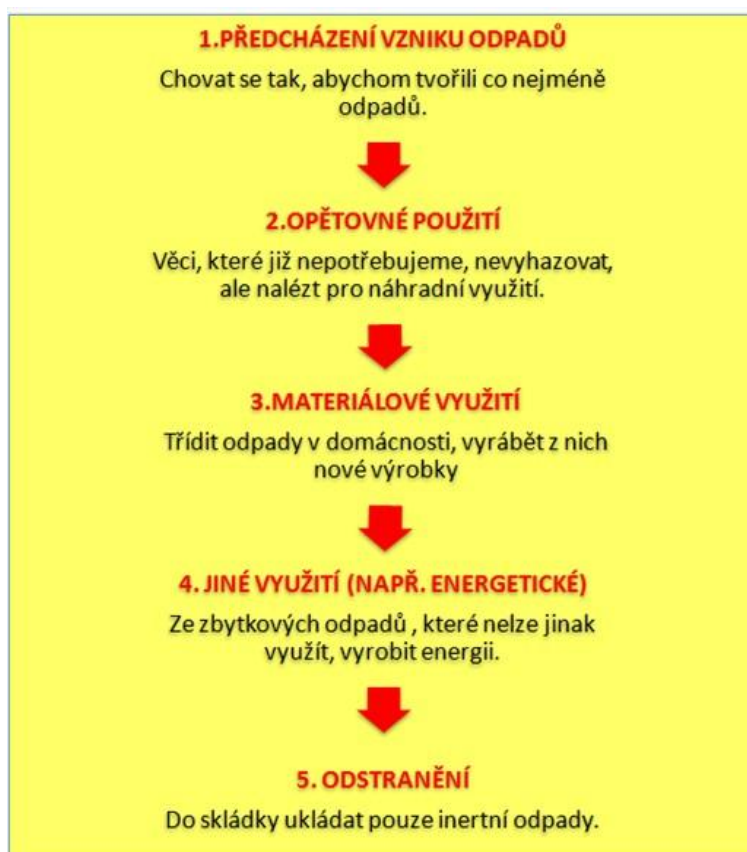 1.PŘEDCHÁZENÍ VZNIKU ODPADŮ
Chovat se tak, abychom tvořili co nejméně
odpadů.
2.OPĚTOVNÉ POUŽITÍ
Věci, které již nepotřebujeme, nevyhazovat,
ale nalézt pro náhradní využití.
3.MATERIÁLOVÉ VYUŽITÍ
Třídit odpady v domácnosti, vyrábět z nich
nové výrobky
4. JINÉ VYUŽITÍ (NAPŘ. ENERGETICKÉ)
Ze zbytkových odpadů , které nelze jinak
využít, vyrobit energii.
5. ODSTRANĚNÍ
Do skládky ukládat pouze inertní odpady.